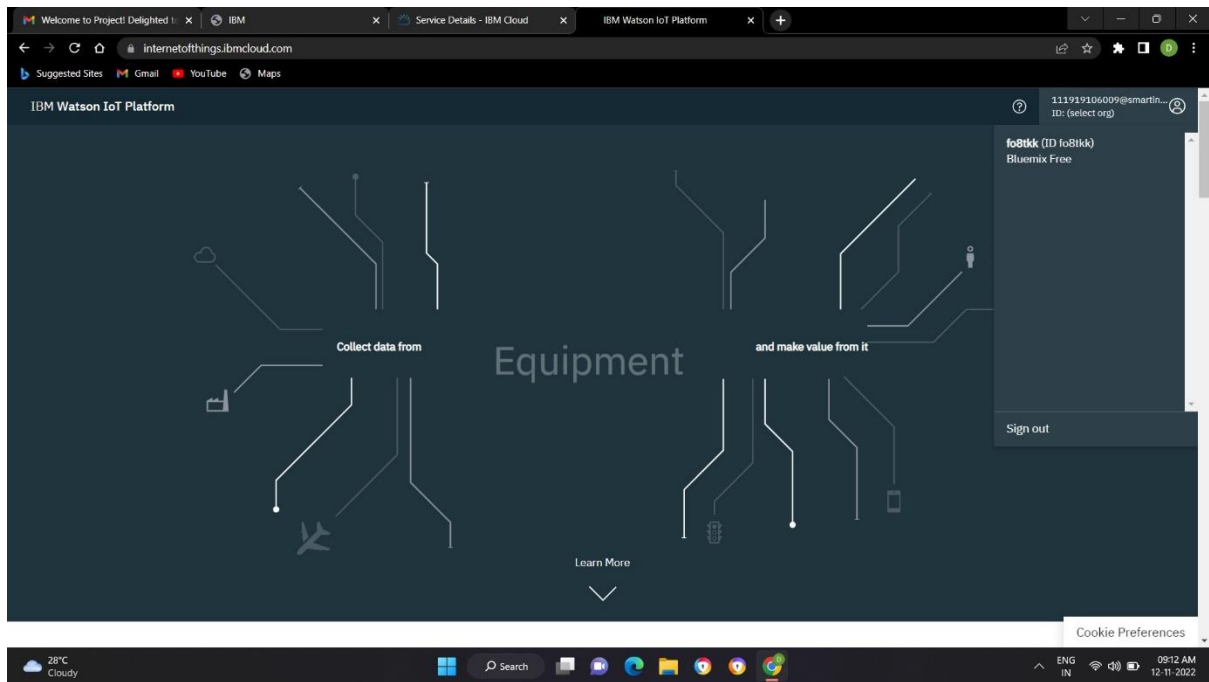 Welcome to Project! Delighted to
IBM
Service Details - IBM Cloud
IBM Watson IoT Platform
internetofthings.ibmcloud.com
D
Suggested Sites
Gmail
YouTube
Maps
IBM Watson IoT Platform
111919106009@smartin...
ID: (select org)
fo8tkk (ID fo8tkk)
Bluemix Free
Collect data from
Equipment
and make value from it
Sign out
Learn More
Cookie Preferences
28°C
Cloudy
Search
ENG
IN
09:12 AM
12-11-2022